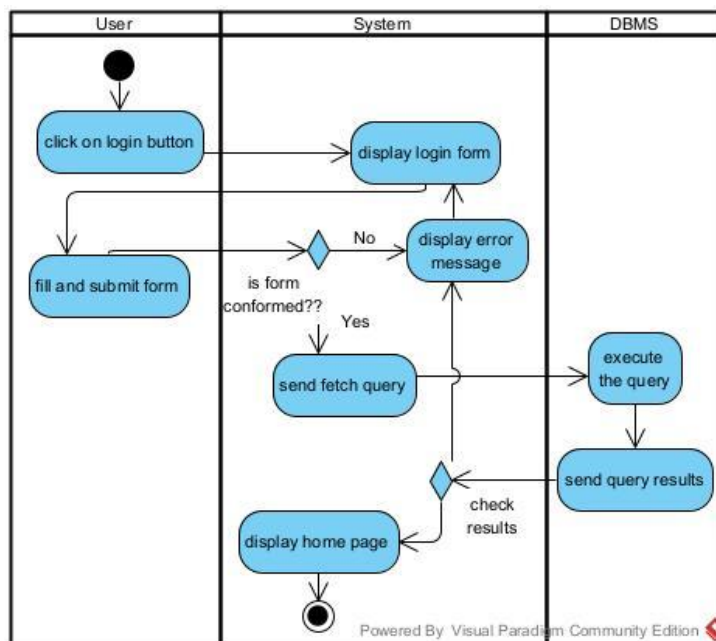 User
System
DBMS
click on login button
display login form
No
display error
message
fill and submit form
is form
conformed??
Yes
execute
the query
send fetch query
send query results
check
results
display home page
Powered By Visual Paradigm Community Edition